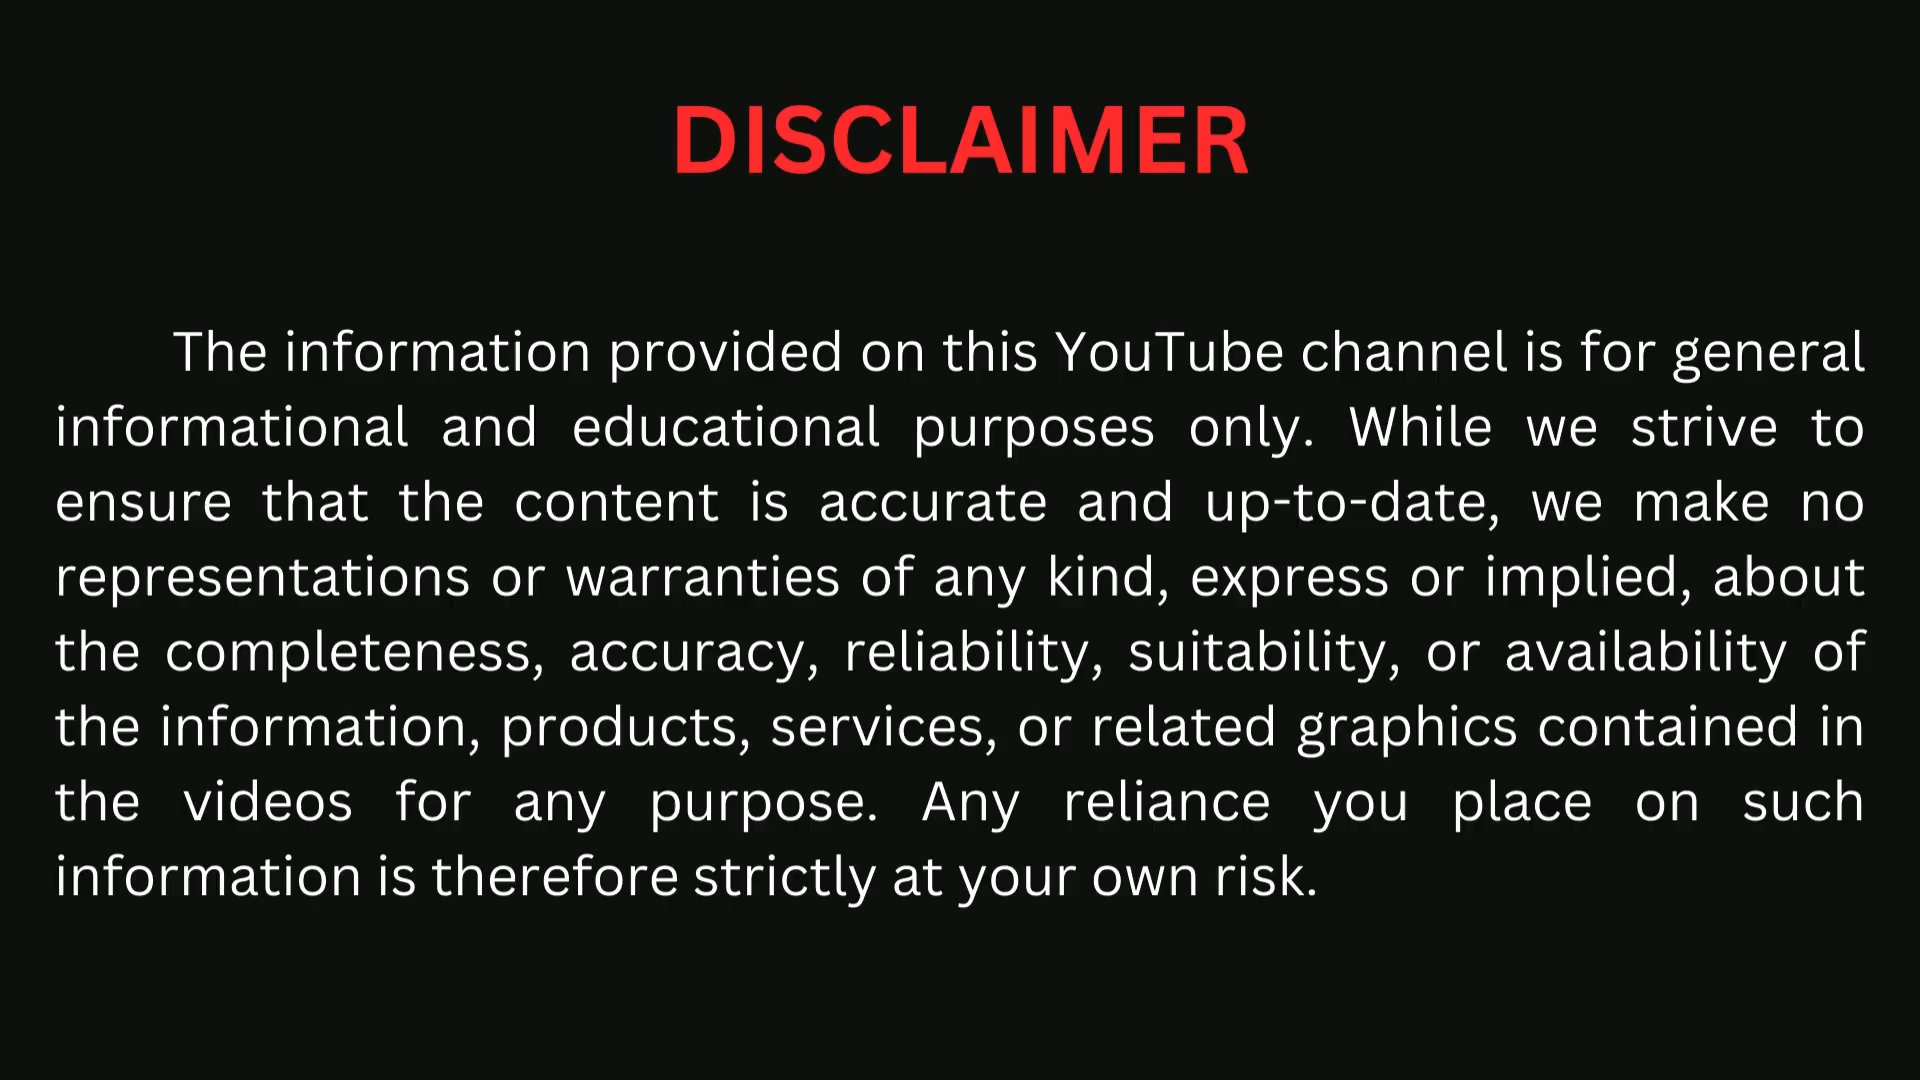 DISCLAIMER
The information provided on this YouTube channel is for general
informational and educational purposes only. While we strive to
ensure that the content is accurate and up-to-date, we make no
representations or warranties of any kind, express or implied, about
the completeness, accuracy, reliability, suitability, or availability of
the information, products, services, or related graphics contained in
the videos for any purpose. Any reliance you place on such
information is therefore strictly at your own risk.